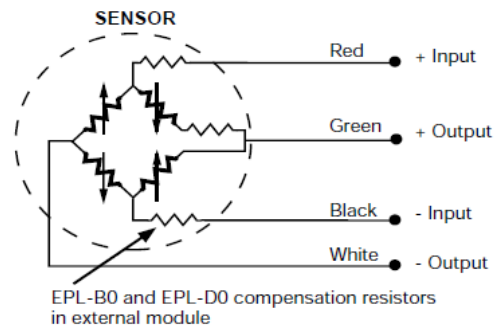 SENSOR
Red
+ Input
Green
+ Output
Black
- Input
White
- Output
EPL-B0 and EPL-D0 compensation resistors
in external module